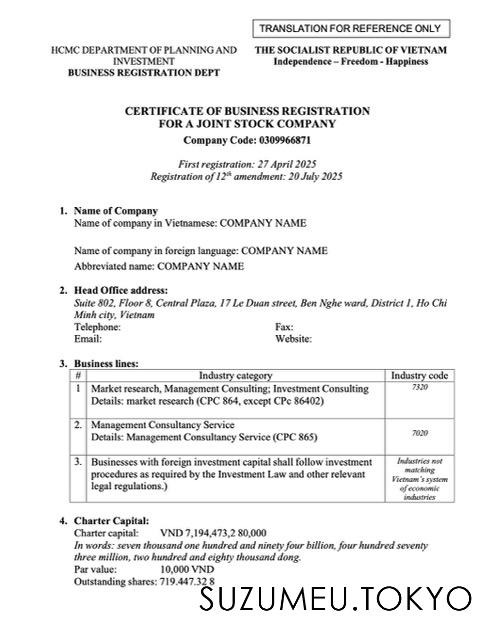 TRANSLATION FOR REFERENCE ONLY
HCMC DEPARTMENT OF PLANNING AND
INVESTMENT
BUSINESS REGISTRATION DEPT
THE SOCIALIST REPUBLIC OF VIETNAM
Independence – Freedom - Happiness
CERTIFICATE OF BUSINESS REGISTRATION
FOR A JOINT STOCK COMPANY
Company Code: 0309966871
First registration: 27 April 2025
Registration of 12th amendment: 20 July 2025
1. Name of Company
Name of company in Vietnamese: COMPANY NAME
Name of company in foreign language: COMPANY NAME
Abbreviated name: COMPANY NAME
2. Head Office address:
Suite 802, Floor 8, Central Plaza, 17 Le Duan street, Ben Nghe ward, District 1, Ho Chi
Minh city, Vietnam
Telephone: Fax:
Email: Website:
3. Business lines:
# Industry category Industry code
1 Market research, Management Consulting; Investment Consulting 7320
Details: market research (CPC 864, except CPc 86402)
2. Management Consultancy Service
Details: Management Consultancy Service (CPC 865) 7020
3. Businesses with foreign investment capital shall follow investment
procedures as required by the Investment Law and other relevant
legal regulations.)
Industries not
matching
Vietnam's system
of economic
industries
4. Charter Capital:
Charter capital: VND 7,194,473,2 80,000
In words: seven thousand one hundred and ninety four billion, four hundred seventy
three million, two hundred and eighty thousand dong.
Par value: 10,000 VND
Outstanding shares: 719.447.32 8
SUZUMEU.TOKYO